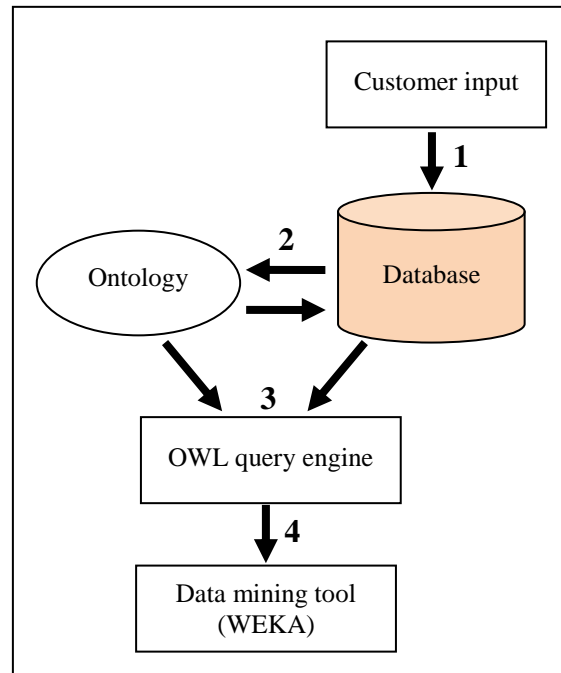 Customer input
1
2
Ontology
Database
3
OWL query engine
4
Data mining tool
(WEKA)